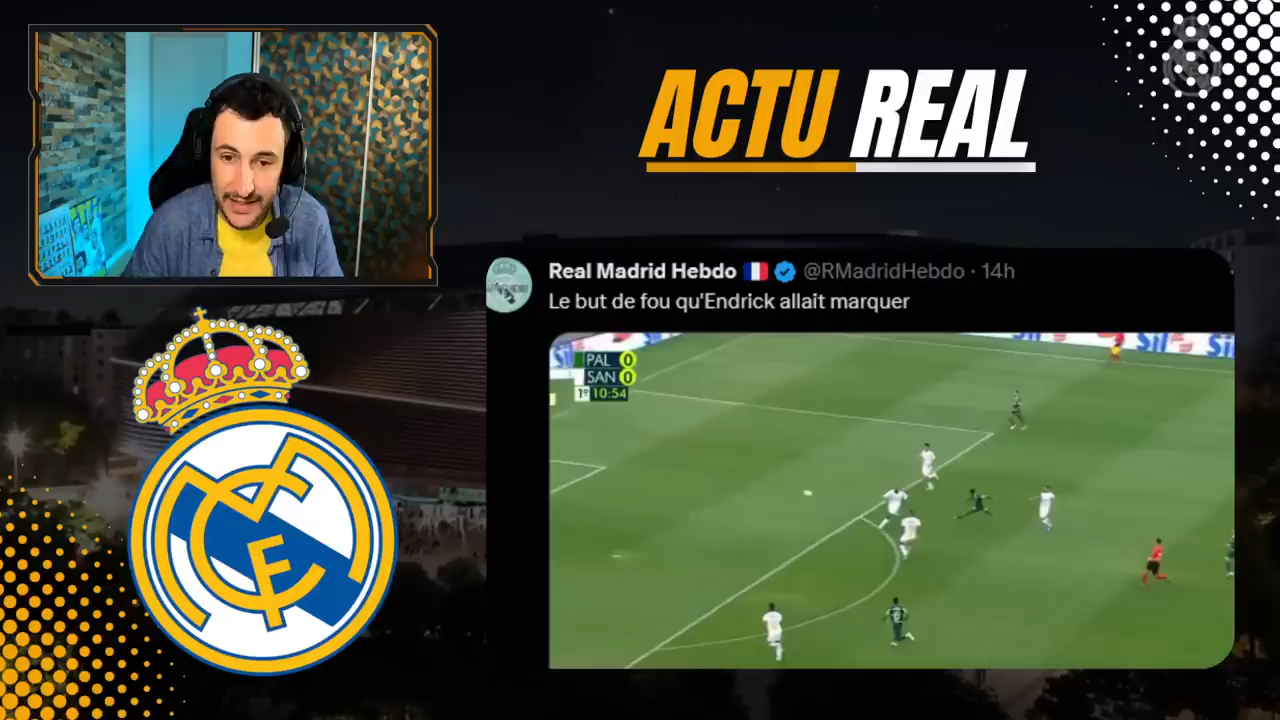 ACTU REAL
Real Madrid Hebdo @RMadridHebdo · 14h
Le but de fou qu'Endrick allait marquer
PAL 0
SAN 0
1º 10:54